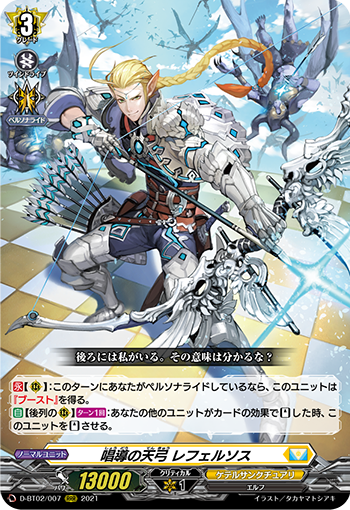 3
グレード
ツインドライブ
ペルソナライド
後ろには私がいる。その意味は分かるな?
【永】【(R)】:このターンにあなたがペルソナライドしているなら、このユニットは
『ブースト』を得る。
【自】【後列の(R)】【ターン1回】:あなたの他のユニットがカードの効果で【】した時、こ
のユニットを【】させる。
ノーマルユニット
唱導の天弓 レフェルソス
パワー
13000
クリティカル
1
ケテルサンクチュアリ
エルフ
D-BT02/007 RRR 2021
イラスト/タカヤマトシアキ